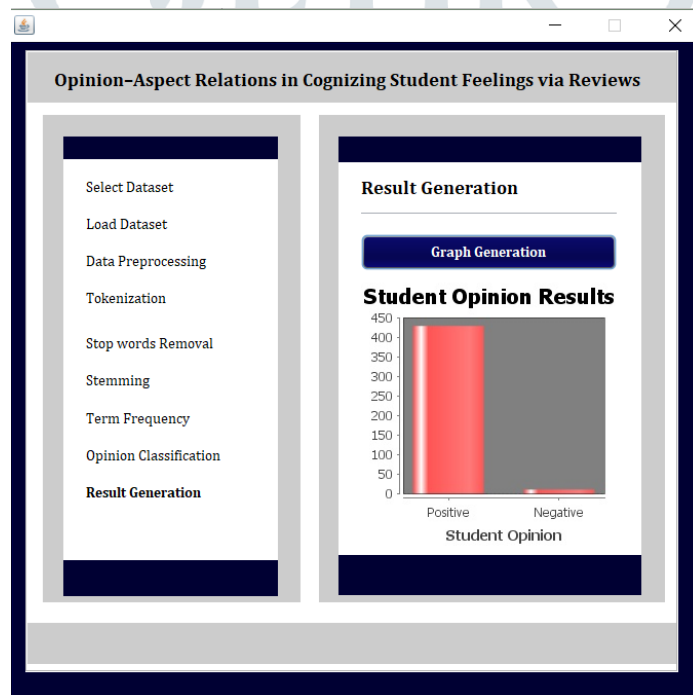 Opinion–Aspect Relations in Cognizing Student Feelings via Reviews
Select Dataset
Load Dataset
Data Preprocessing
Tokenization
Stop words Removal
Stemming
Term Frequency
Opinion Classification
Result Generation
Result Generation
Graph Generation
Student Opinion Results
450
400
350
300
250
200
150
100
50
0
Positive Negative
Student Opinion